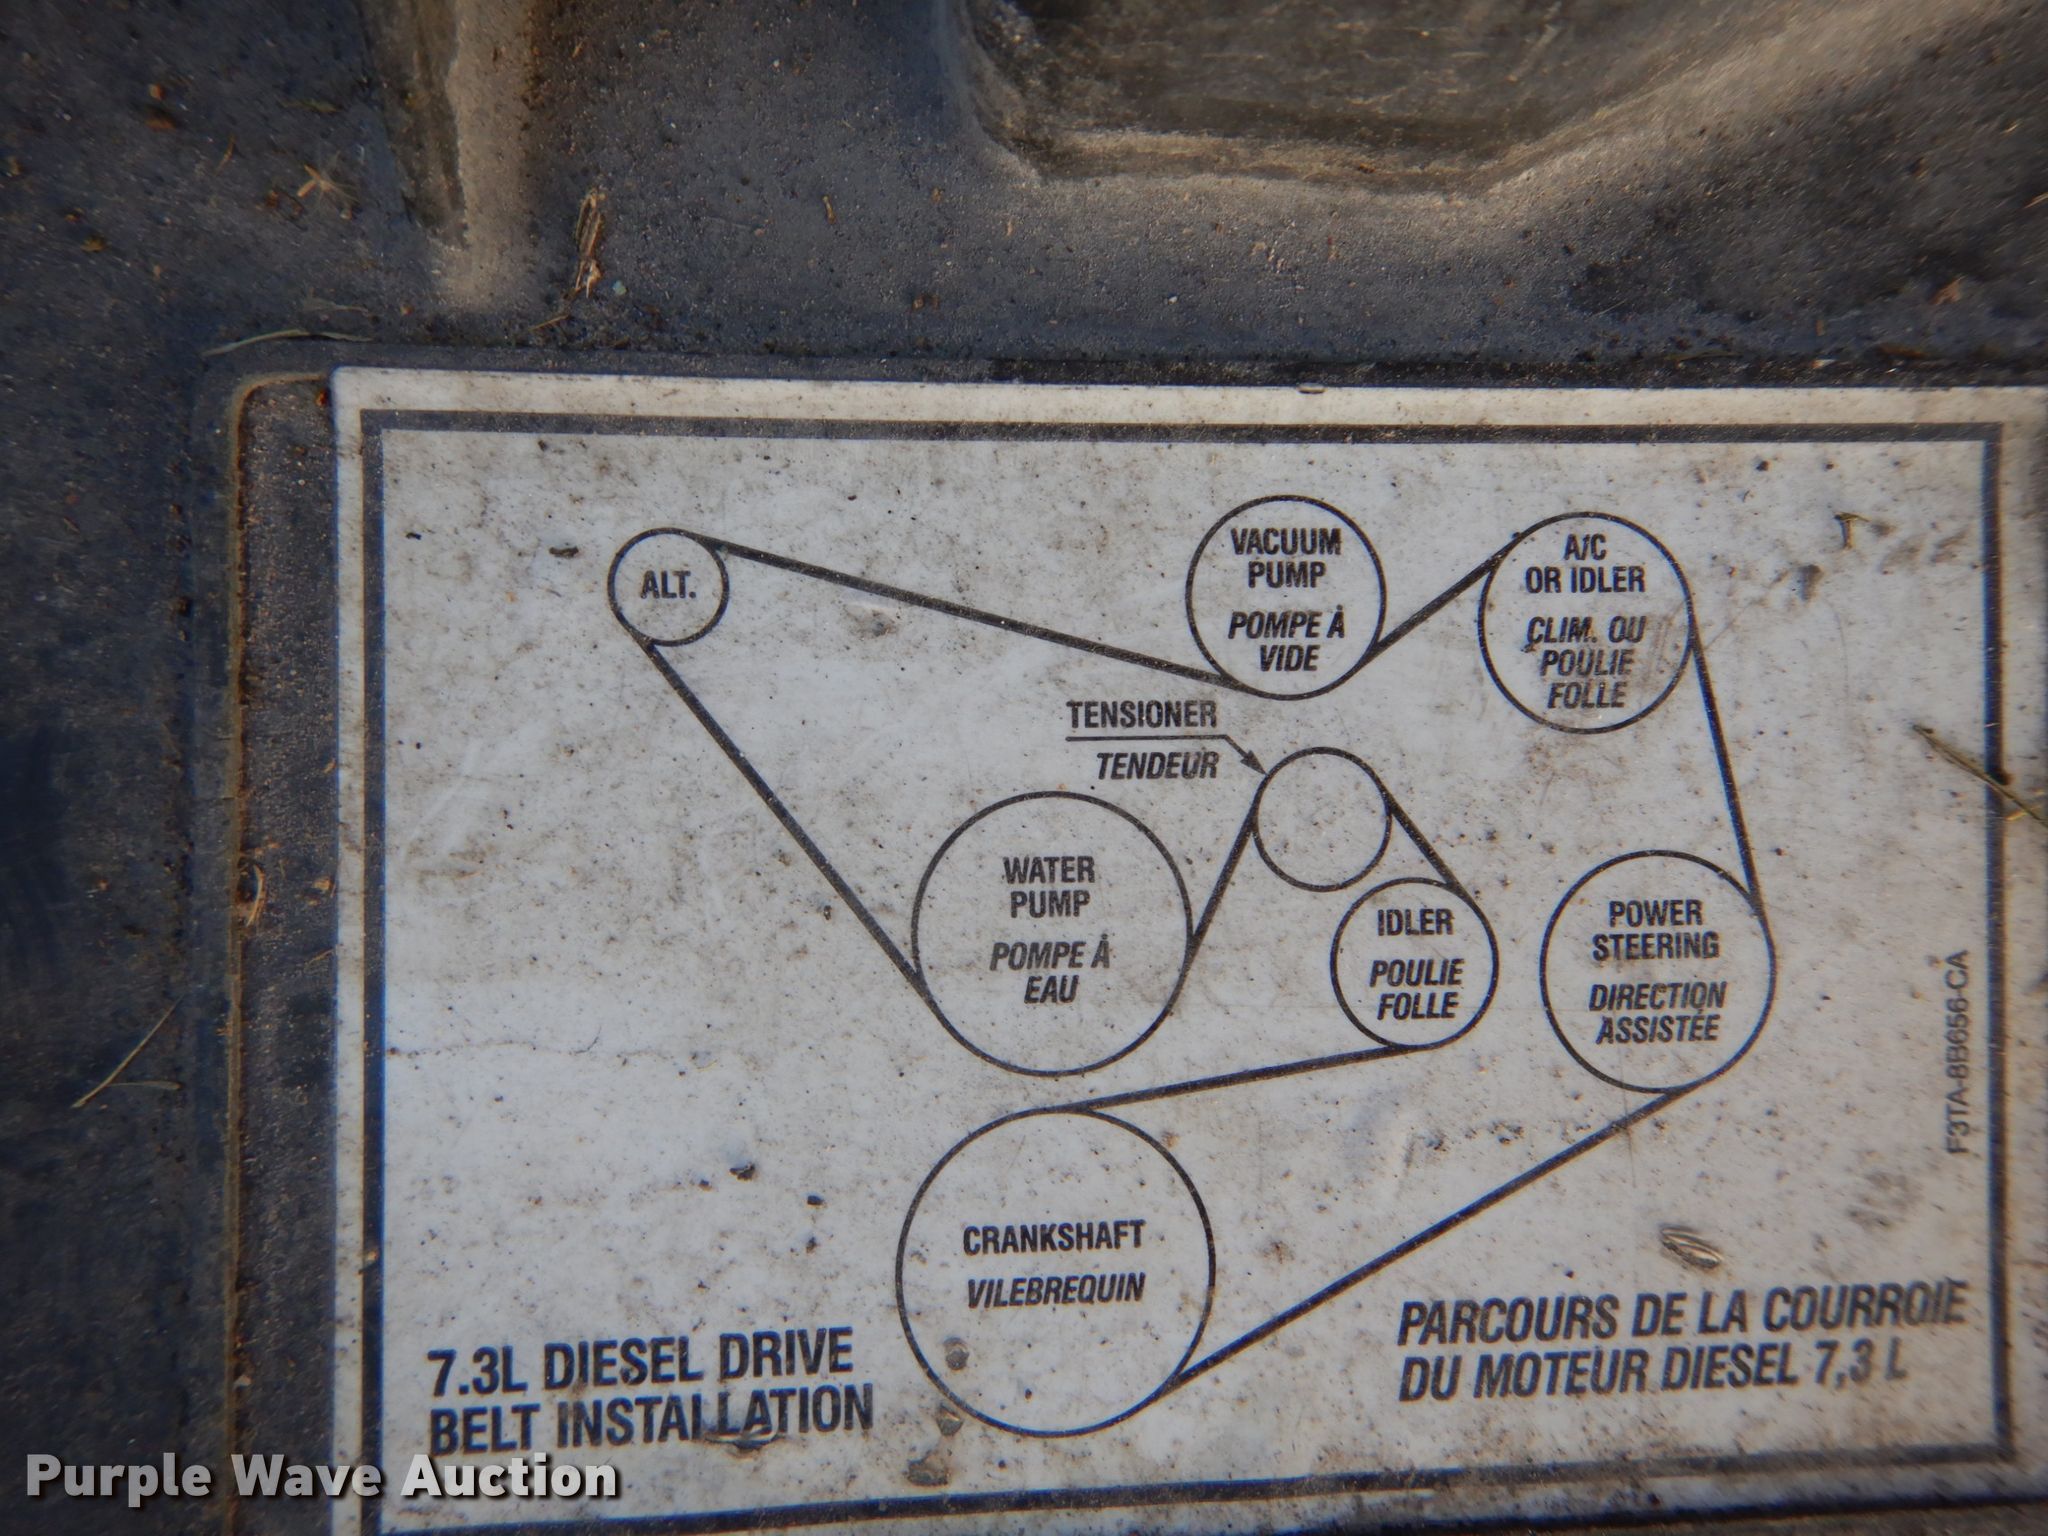 ALT.
VACUUM
PUMP
POMPE À
VIDE
A/C
OR IDLER
CLIM. OU
POULIE
FOLLE
TENSIONER
TENDEUR
WATER
PUMP
POMPE À
EAU
IDLER
POULIE
FOLLE
POWER
STEERING
DIRECTION
ASSISTÉE
F3TA-8B656-CA
CRANKSHAFT
VILEBREQUIN
7.3L DIESEL DRIVE
BELT INSTALLATION
PARCOURS DE LA COURROIE
DU MOTEUR DIESEL 7,3 L
Purple Wave Auction